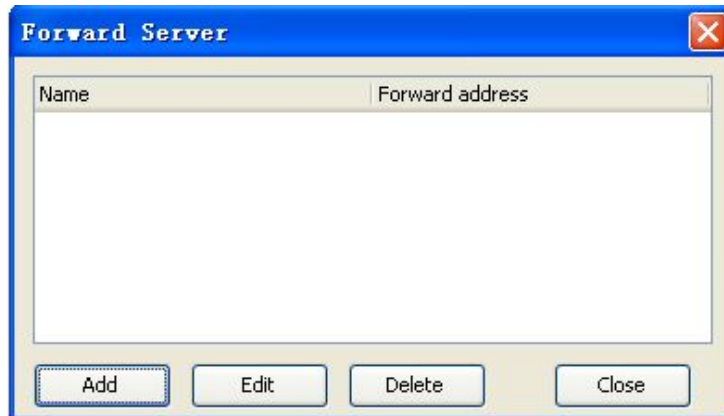 Forward Server
Name Forward address
Add Edit Delete Close